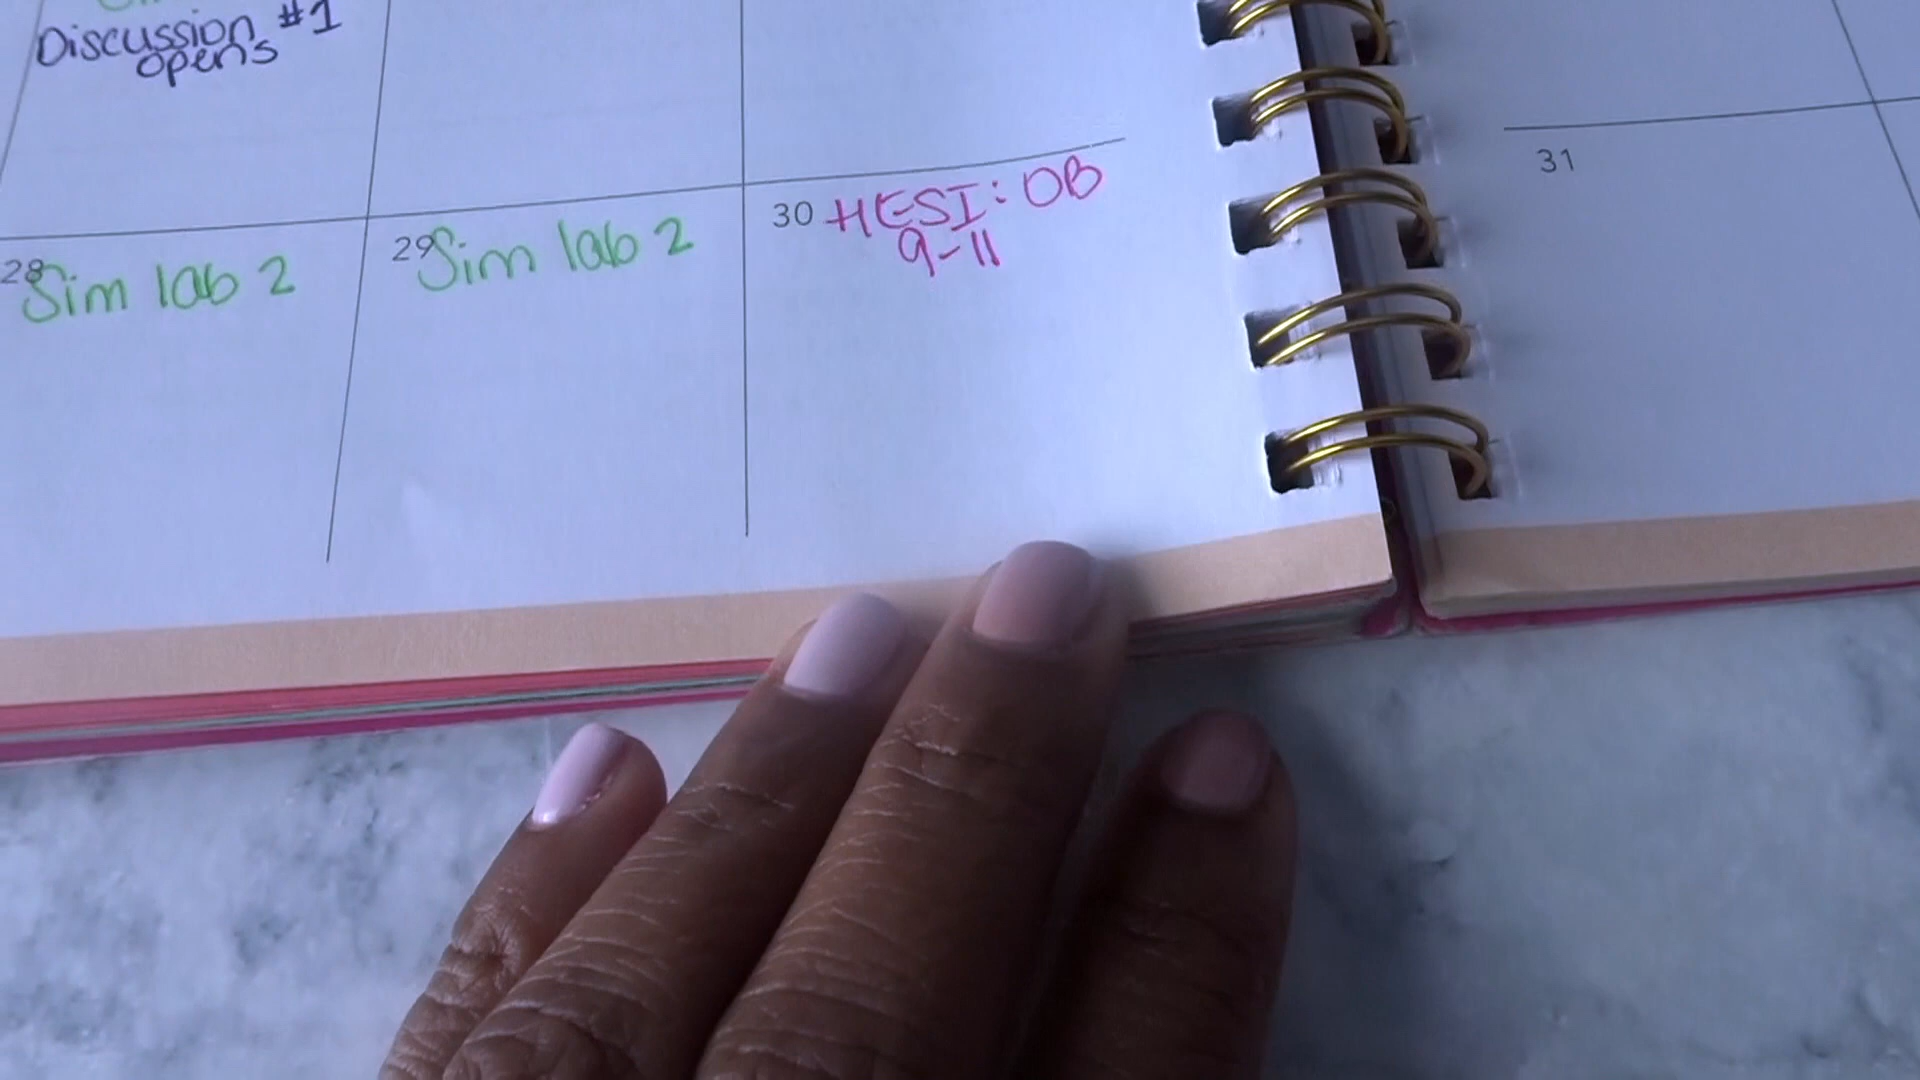 Discussion #1
opens
28 Sim lab 2
29 Sim lab 2
30 HESI: OB
9-11
31